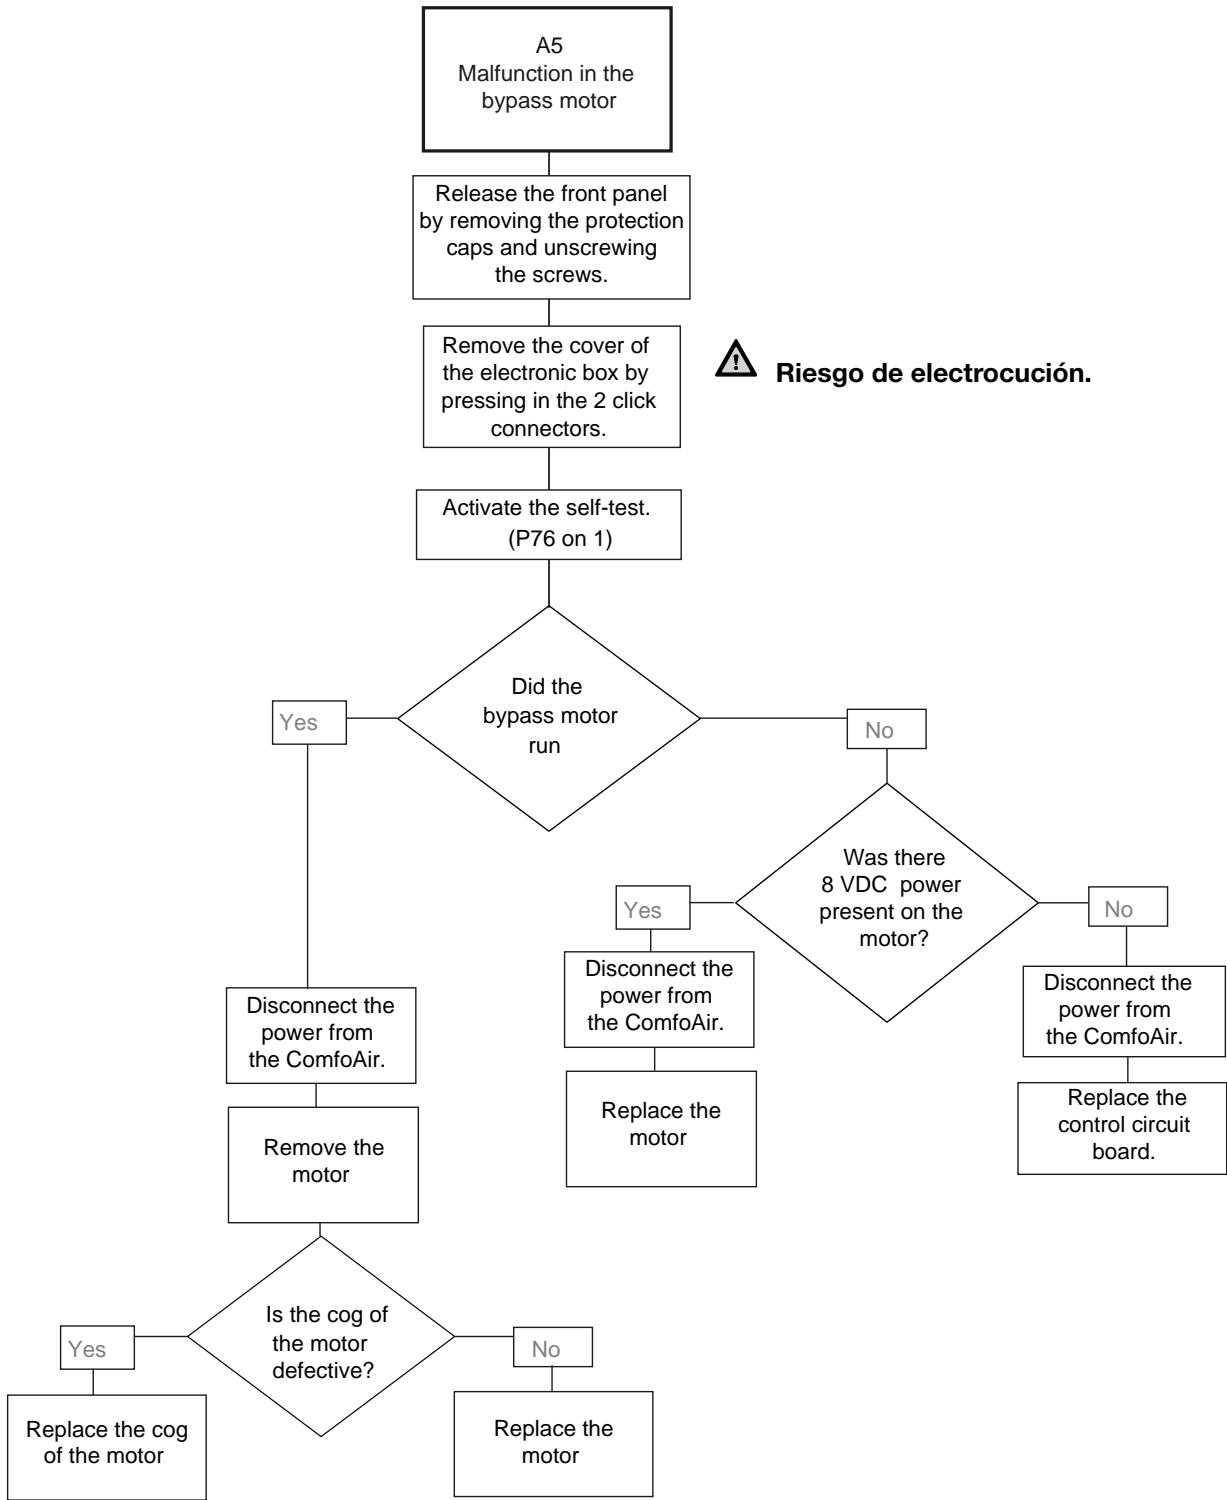 A5
Malfunction in the
bypass motor
Release the front panel
by removing the protection
caps and unscrewing
the screws.
Remove the cover of
the electronic box by
pressing in the 2 click
connectors.
Riesgo de electrocución.
Activate the self-test.
(P76 on 1)
Did the
bypass motor
run
Yes
No
Was there
8 VDC power
present on the
motor?
Yes
No
Disconnect the
power from
the ComfoAir.
Disconnect the
power from
the ComfoAir.
Disconnect the
power from
the ComfoAir.
Replace the
motor
Replace the
control circuit
board.
Remove the
motor
Is the cog of
the motor
defective?
Yes
No
Replace the cog
of the motor
Replace the
motor